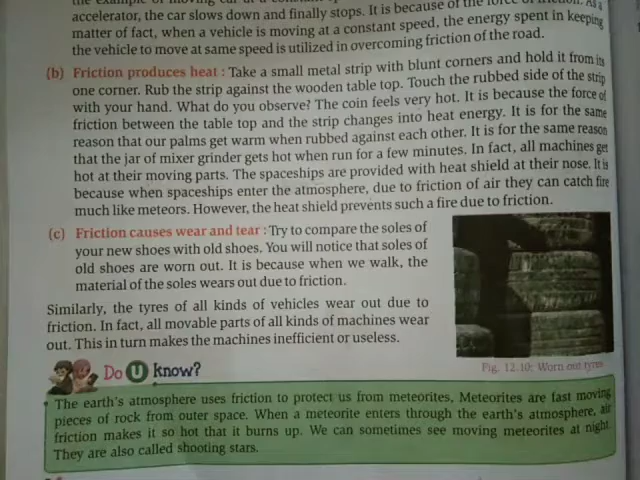 accelerator, the car slows down and finally stops. It is because of the force of friction. As a
matter of fact, when a vehicle is moving at a constant speed, the energy spent in keeping
the vehicle to move at same speed is utilized in overcoming friction of the road.
(b) Friction produces heat : Take a small metal strip with blunt corners and hold it from its
one corner. Rub the strip against the wooden table top. Touch the rubbed side of the strip
with your hand. What do you observe? The coin feels very hot. It is because the force of
friction between the table top and the strip changes into heat energy. It is for the same
reason that our palms get warm when rubbed against each other. It is for the same reason
that the jar of mixer grinder gets hot when run for a few minutes. In fact, all machines get
hot at their moving parts. The spaceships are provided with heat shield at their nose. It is
because when spaceships enter the atmosphere, due to friction of air they can catch fire
much like meteors. However, the heat shield prevents such a fire due to friction.
(c) Friction causes wear and tear : Try to compare the soles of
your new shoes with old shoes. You will notice that soles of
old shoes are worn out. It is because when we walk, the
material of the soles wears out due to friction.
Similarly, the tyres of all kinds of vehicles wear out due to
friction. In fact, all movable parts of all kinds of machines wear
out. This in turn makes the machines inefficient or useless.
Fig. 12.10: Worn out tyres
Do U know?
• The earth's atmosphere uses friction to protect us from meteorites, Meteorites are fast moving
pieces of rock from outer space. When a meteorite enters through the earth's atmosphere, air
friction makes it so hot that it burns up. We can sometimes see moving meteorites at night.
They are also called shooting stars.